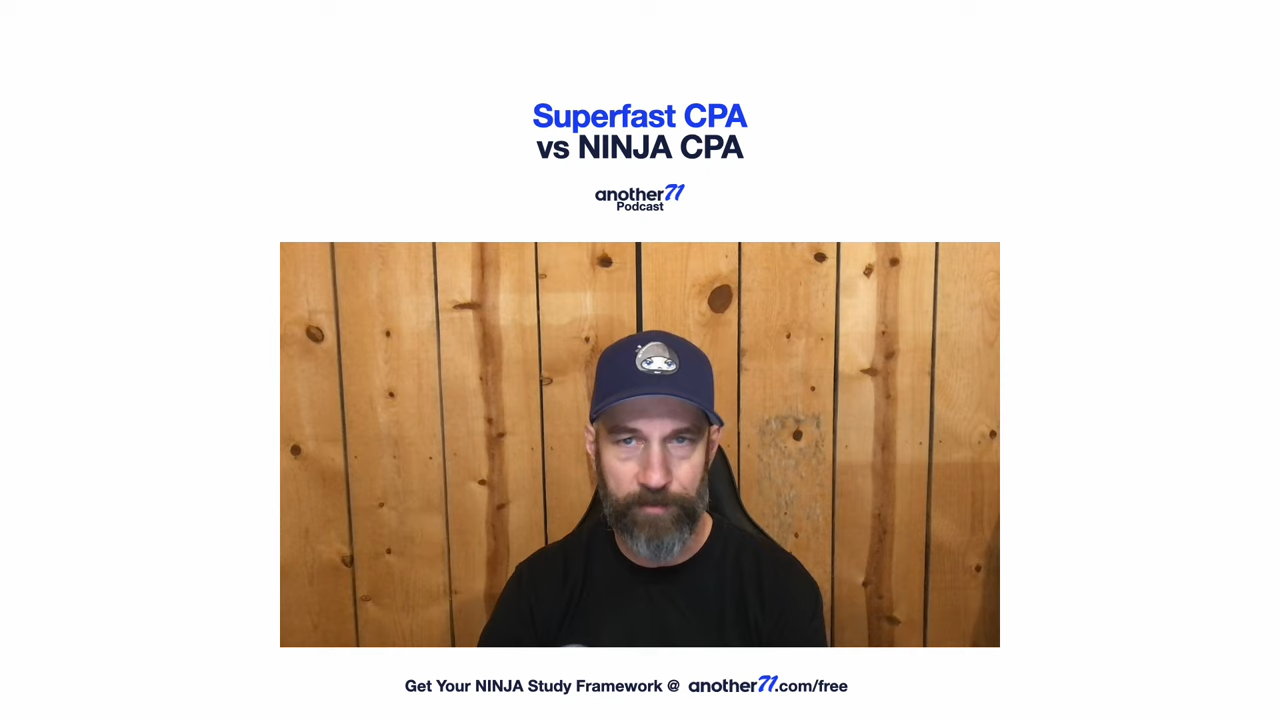 Superfast CPA
vs NINJA CPA
another71
Podcast
Get Your NINJA Study Framework @ another71.com/free